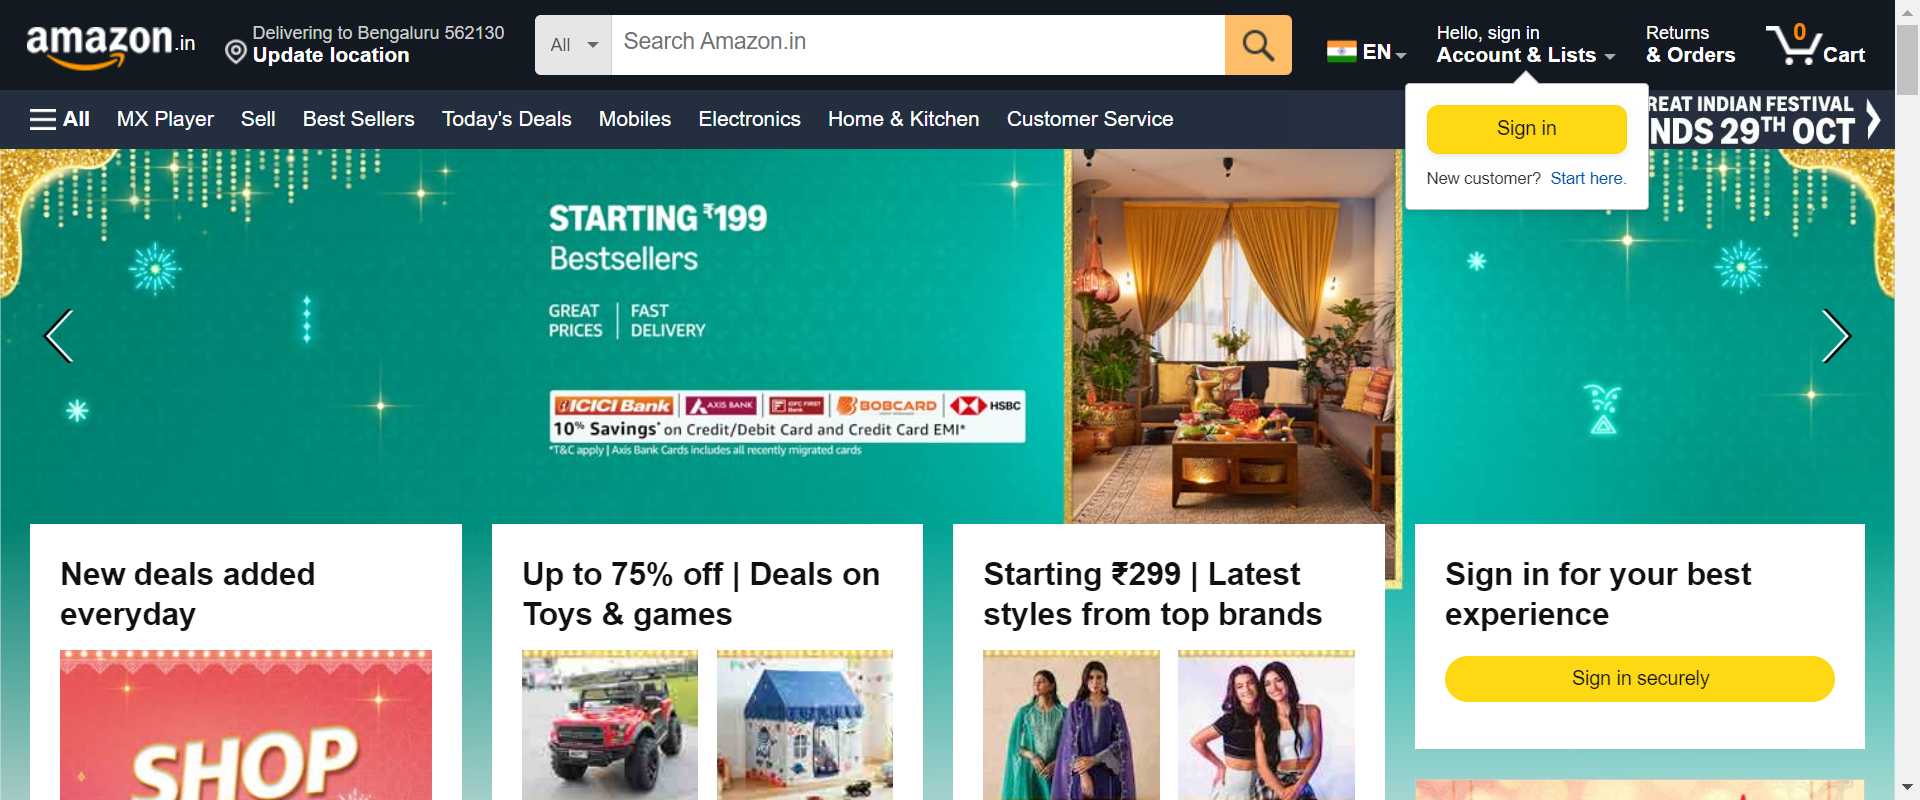 amazon.in
Delivering to Bengaluru 562130
Update location
All
Search Amazon.in
EN
Hello, sign in
Account & Lists
Returns
& Orders
0
Cart
All
MX Player
Sell
Best Sellers
Today's Deals
Mobiles
Electronics
Home & Kitchen
Customer Service
REAT INDIAN FESTIVAL
NDS 29TH OCT
Sign in
New customer? Start here.
STARTING ₹199
Bestsellers
GREAT PRICES
FAST DELIVERY
ICICI Bank
AXIS BANK
IDFC FIRST Bank
BOBCARD
HSBC
10% Savings* on Credit/Debit Card and Credit Card EMI*
*T&C apply | Axis Bank Cards includes all recently migrated cards
New deals added
everyday
SHOP
Up to 75% off | Deals on
Toys & games
Starting ₹299 | Latest
styles from top brands
Sign in for your best
experience
Sign in securely